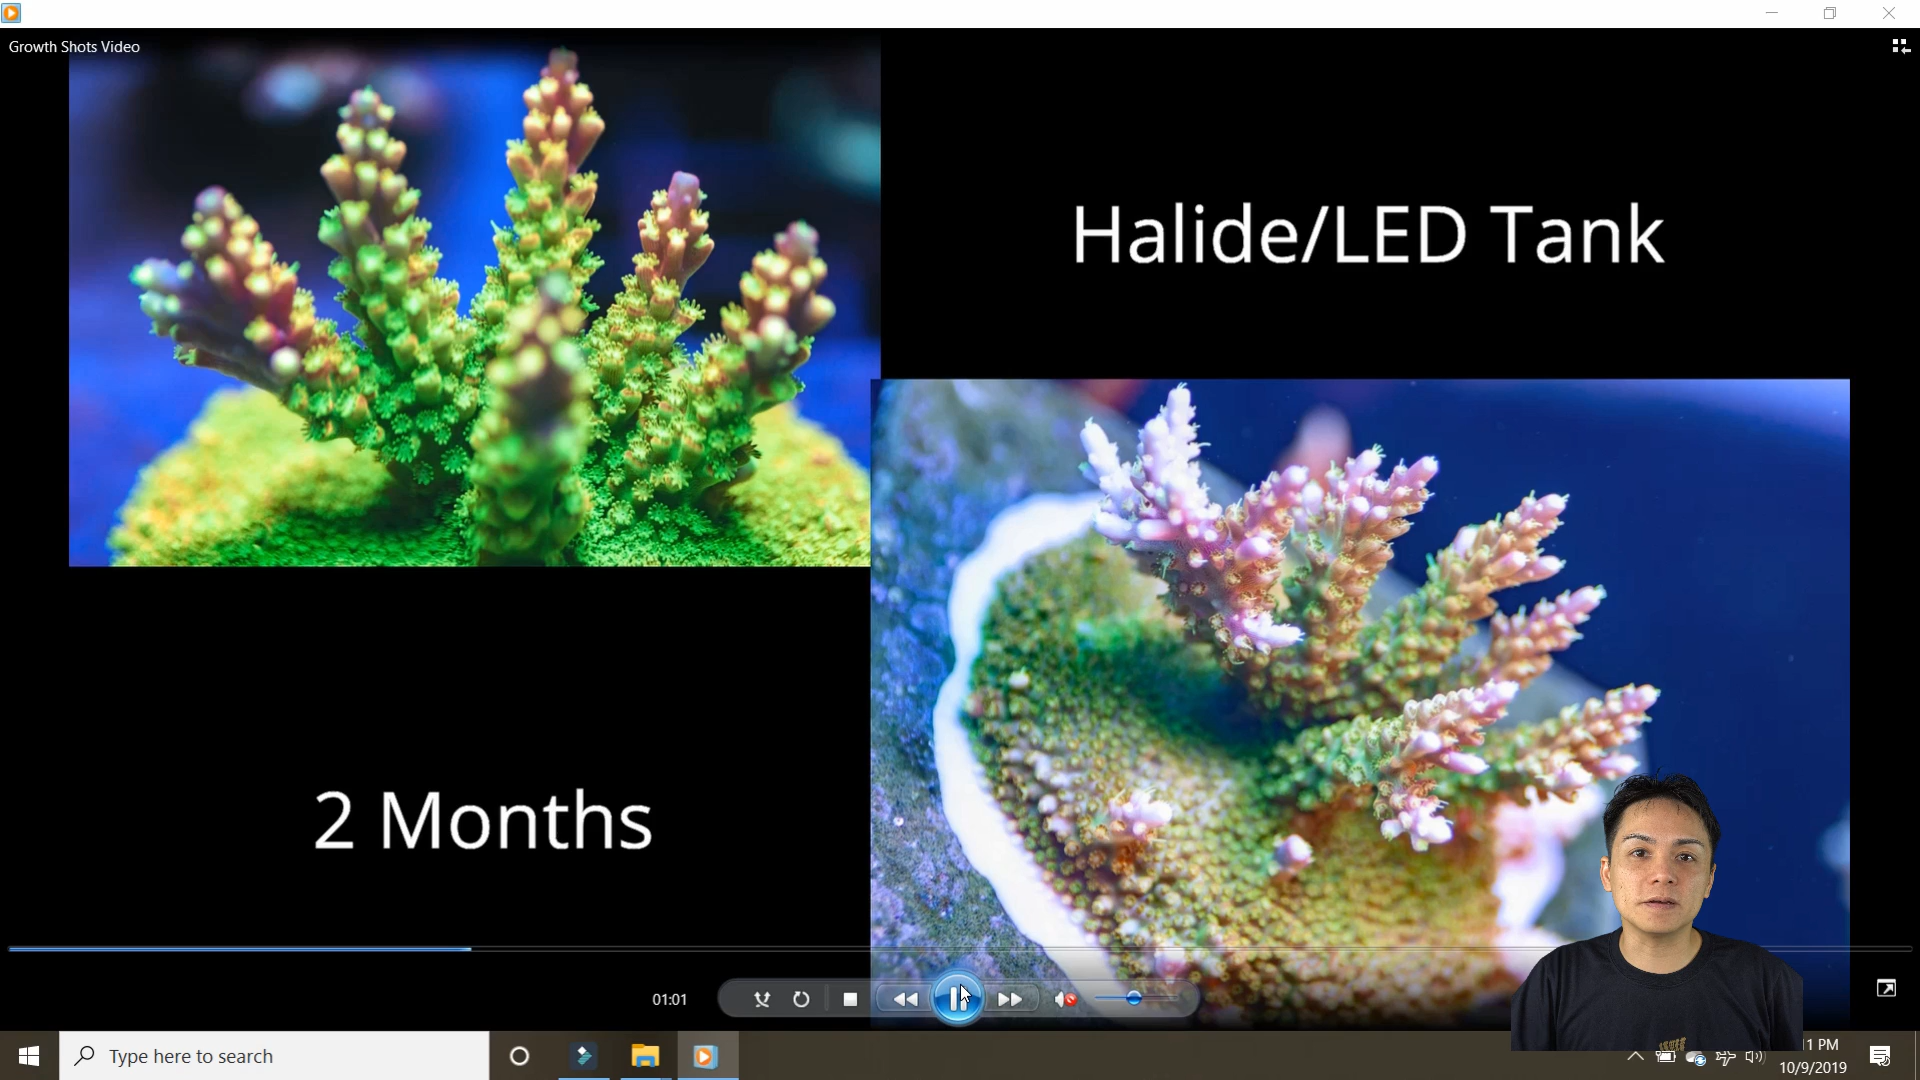 Growth Shots Video
Halide/LED Tank
2 Months
01:01
Type here to search
1 PM
10/9/2019